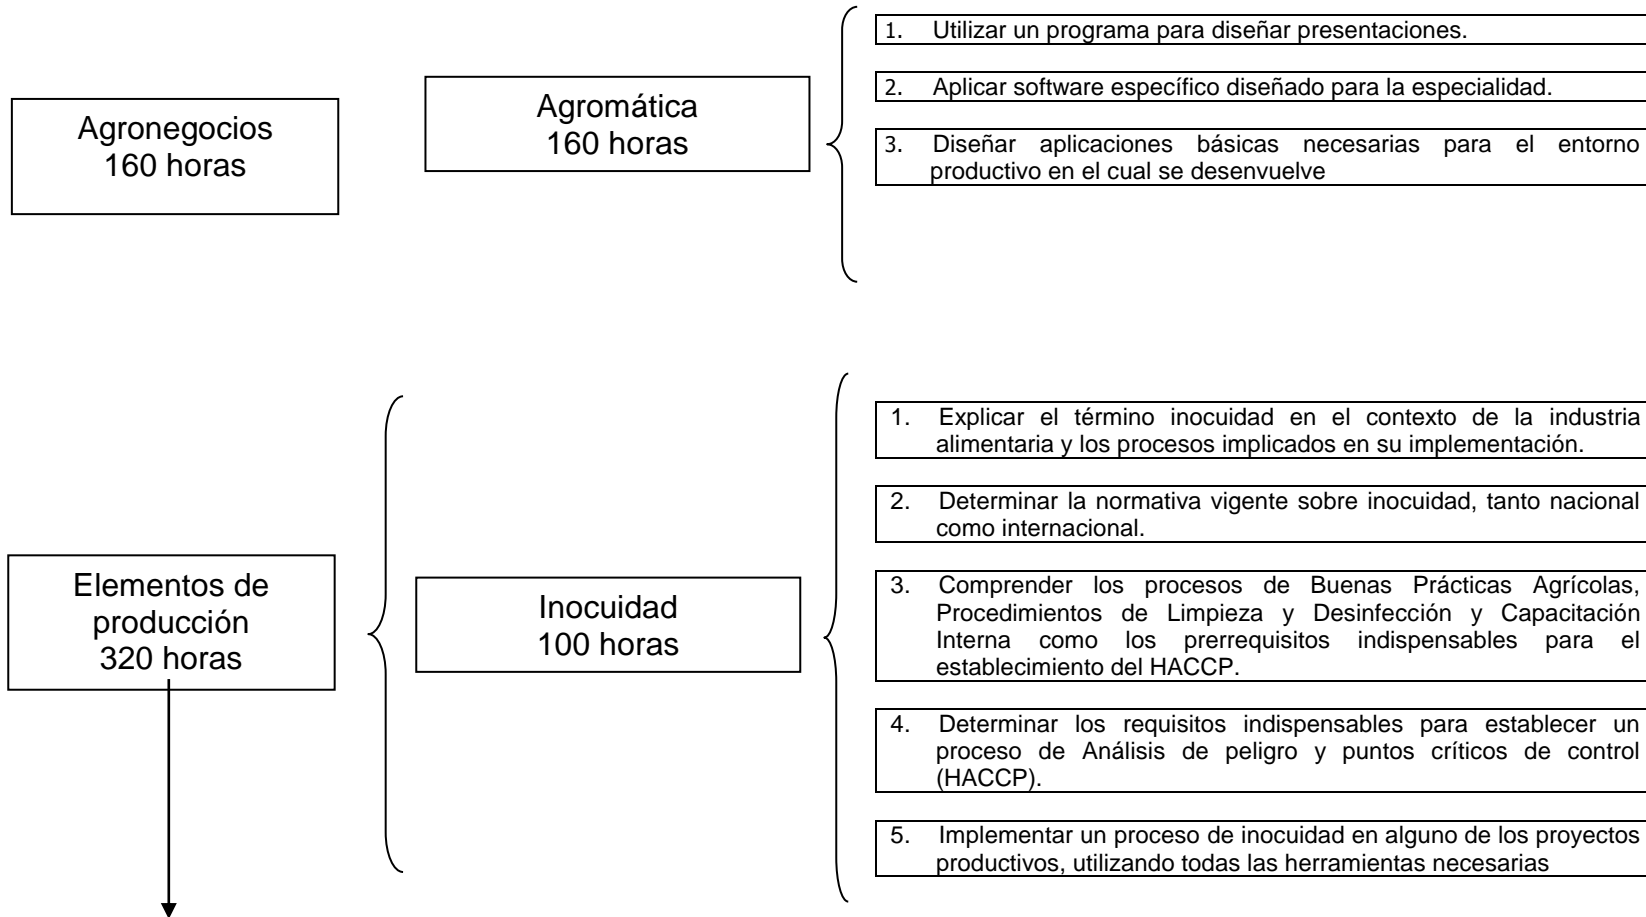 Agronegocios
160 horas
Agromática
160 horas
1. Utilizar un programa para diseñar presentaciones.
2. Aplicar software específico diseñado para la especialidad.
3. Diseñar aplicaciones básicas necesarias para el entorno
productivo en el cual se desenvuelve
Elementos de
producción
320 horas
Inocuidad
100 horas
1. Explicar el término inocuidad en el contexto de la industria
alimentaria y los procesos implicados en su implementación.
2. Determinar la normativa vigente sobre inocuidad, tanto nacional
como internacional.
3. Comprender los procesos de Buenas Prácticas Agrícolas,
Procedimientos de Limpieza y Desinfección y Capacitación
Interna como los prerrequisitos indispensables para el
establecimiento del HACCP.
4. Determinar los requisitos indispensables para establecer un
proceso de Análisis de peligro y puntos críticos de control
(HACCP).
5. Implementar un proceso de inocuidad en alguno de los proyectos
productivos, utilizando todas las herramientas necesarias